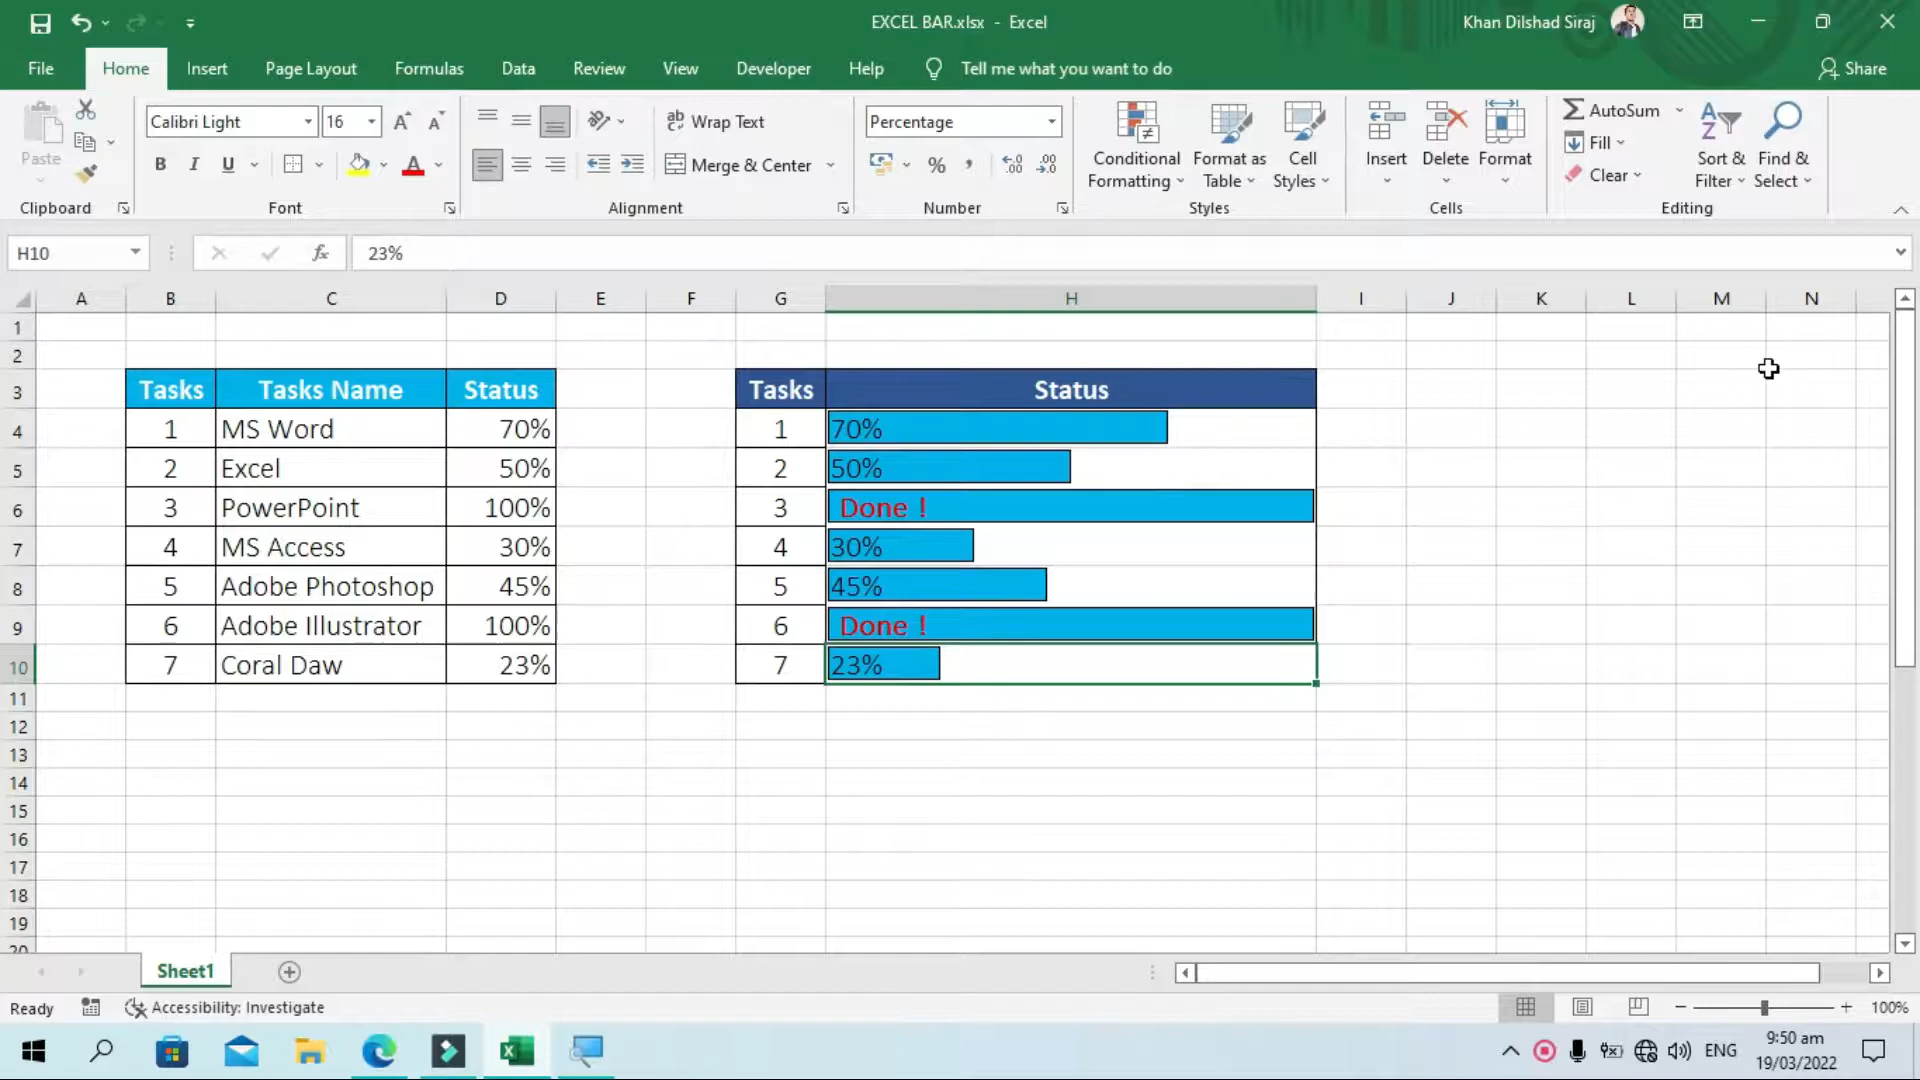 EXCEL BAR.xlsx - Excel
Khan Dilshad Siraj
File Home Insert Page Layout Formulas Data Review View Developer Help Tell me what you want to do Share
Calibri Light 16
Wrap Text
Percentage
Paste
Merge & Center
Conditional Formatting
Format as Table
Cell Styles
Insert Delete Format
AutoSum
Fill
Clear
Sort & Filter
Find & Select
Clipboard Font Alignment Number Styles Cells Editing
H10 fx 23%
A B C D E F G H I J K L M N
1
2
3 Tasks Tasks Name Status Tasks Status
4 1 MS Word 70% 1 70%
5 2 Excel 50% 2 50%
6 3 PowerPoint 100% 3 Done !
7 4 MS Access 30% 4 30%
8 5 Adobe Photoshop 45% 5 45%
9 6 Adobe Illustrator 100% 6 Done !
10 7 Coral Daw 23% 7 23%
11
12
13
14
15
16
17
18
19
20
Sheet1
Ready Accessibility: Investigate 100%
ENG 9:50 am
19/03/2022